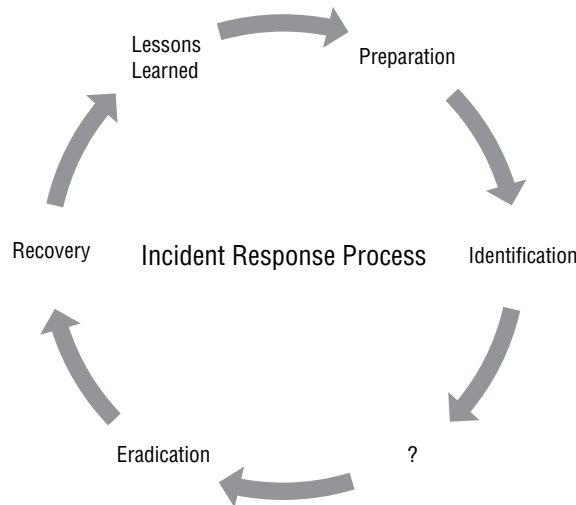 Lessons
Learned
Preparation
Recovery
Incident Response Process
Identification
Eradication
?